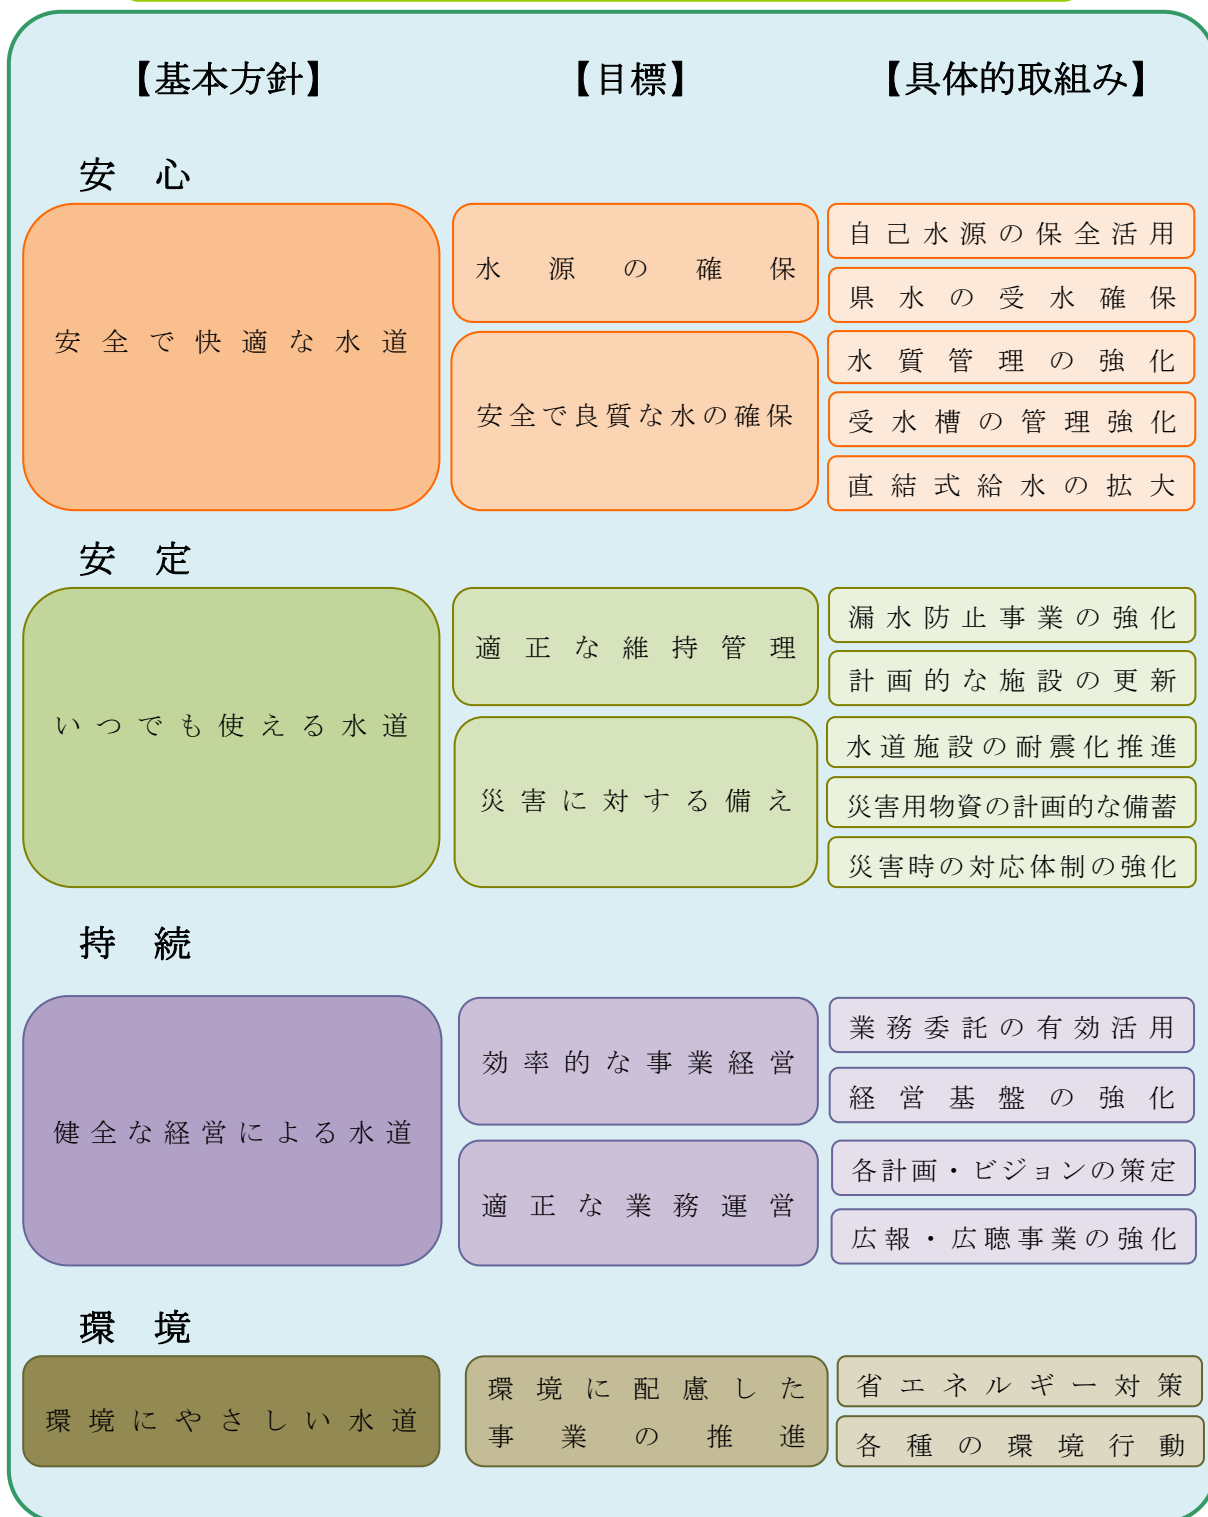 【基本方針】 【目標】 【具体的取組み】
安 心
安全で快適な水道
水源の確保
自己水源の保全活用
県水の受水確保
安全で良質な水の確保
水質管理の強化
受水槽の管理強化
直結式給水の拡大
安 定
いつでも使える水道
適正な維持管理
漏水防止事業の強化
計画的な施設の更新
災害に対する備え
水道施設の耐震化推進
災害用物資の計画的な備蓄
災害時の対応体制の強化
持 続
健全な経営による水道
効率的な事業経営
業務委託の有効活用
経営基盤の強化
適正な業務運営
各計画・ビジョンの策定
広報・広聴事業の強化
環 境
環境にやさしい水道
環境に配慮した
事業の推進
省エネルギー対策
各種の環境行動